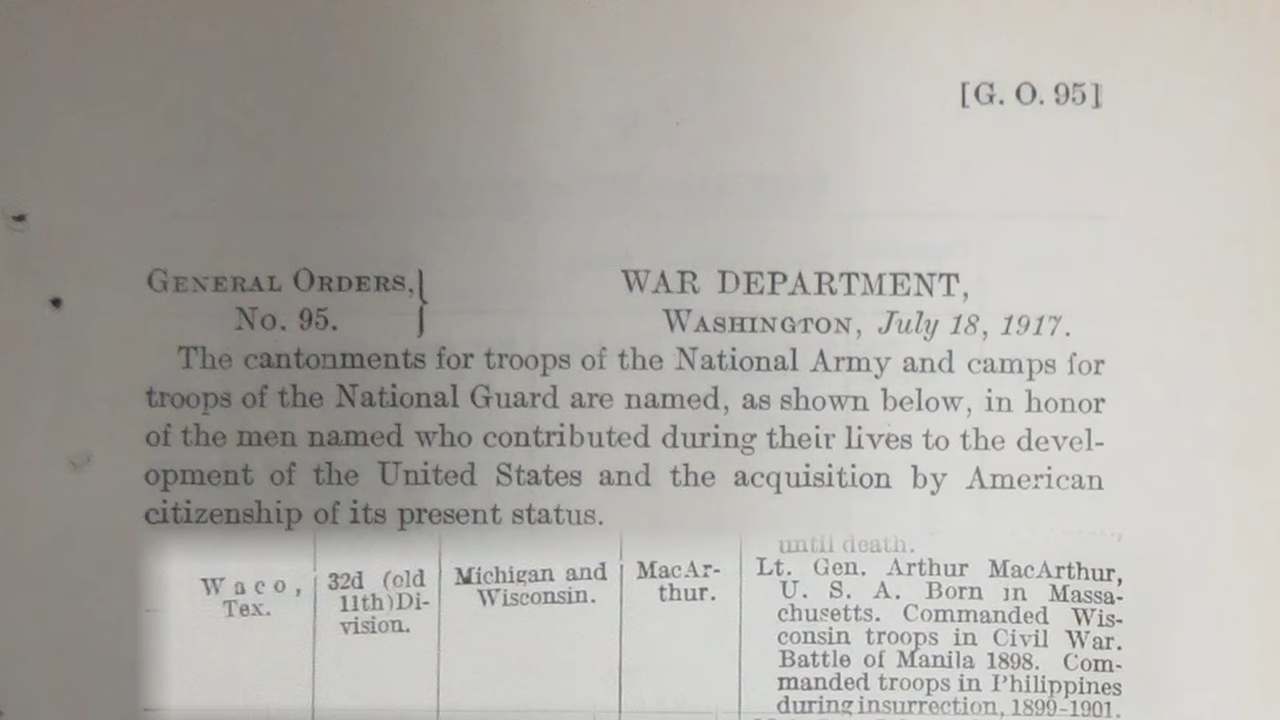 [G. O. 95]
GENERAL ORDERS,
No. 95.
WAR DEPARTMENT,
WASHINGTON, July 18, 1917.
The cantonments for troops of the National Army and camps for
troops of the National Guard are named, as shown below, in honor
of the men named who contributed during their lives to the devel-
opment of the United States and the acquisition by American
citizenship of its present status.
Waco,
Tex.
32d (old
11th) Di-
vision.
Michigan and
Wisconsin.
MacAr-
thur.
until death.
Lt. Gen. Arthur MacArthur,
U. S. A. Born in Massa-
chusetts. Commanded Wis-
consin troops in Civil War.
Battle of Manila 1898. Com-
manded troops in Philippines
during insurrection, 1899-1901.